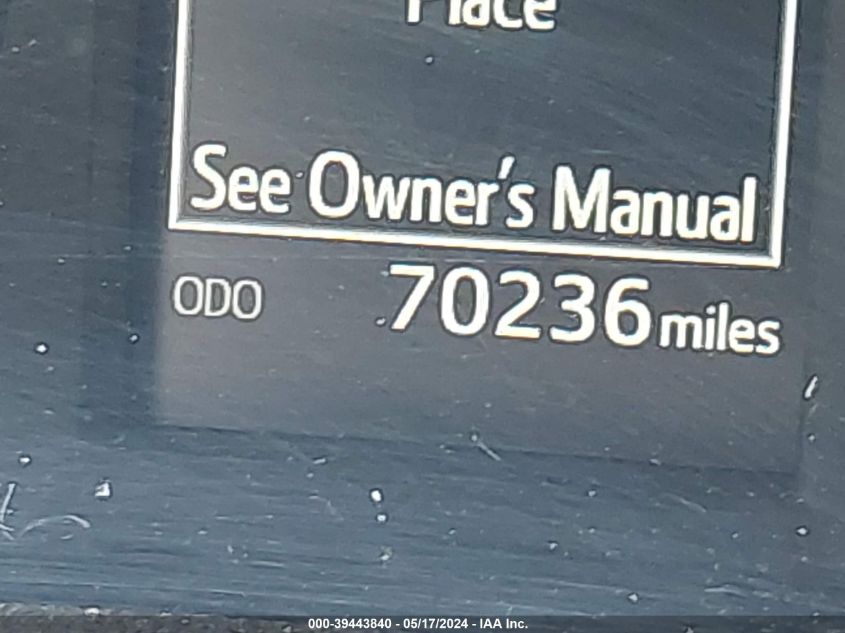 Place
See Owner's Manual
ODO 70236 miles
000-39443840 - 05/17/2024 - IAA Inc.